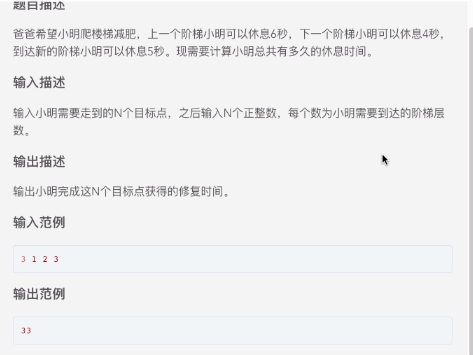 题目描述
爸爸希望小明爬楼梯减肥，上一个阶梯小明可以休息6秒，下一个阶梯小明可以休息4秒，
到达新的阶梯小明可以休息5秒。现需要计算小明总共有多久的休息时间。
输入描述
输入小明需要走到的N个目标点，之后输入N个正整数，每个数为小明需要到达的阶梯层
数。
输出描述
输出小明完成这N个目标点获得的修复时间。
输入范例
3 1 2 3
输出范例
33